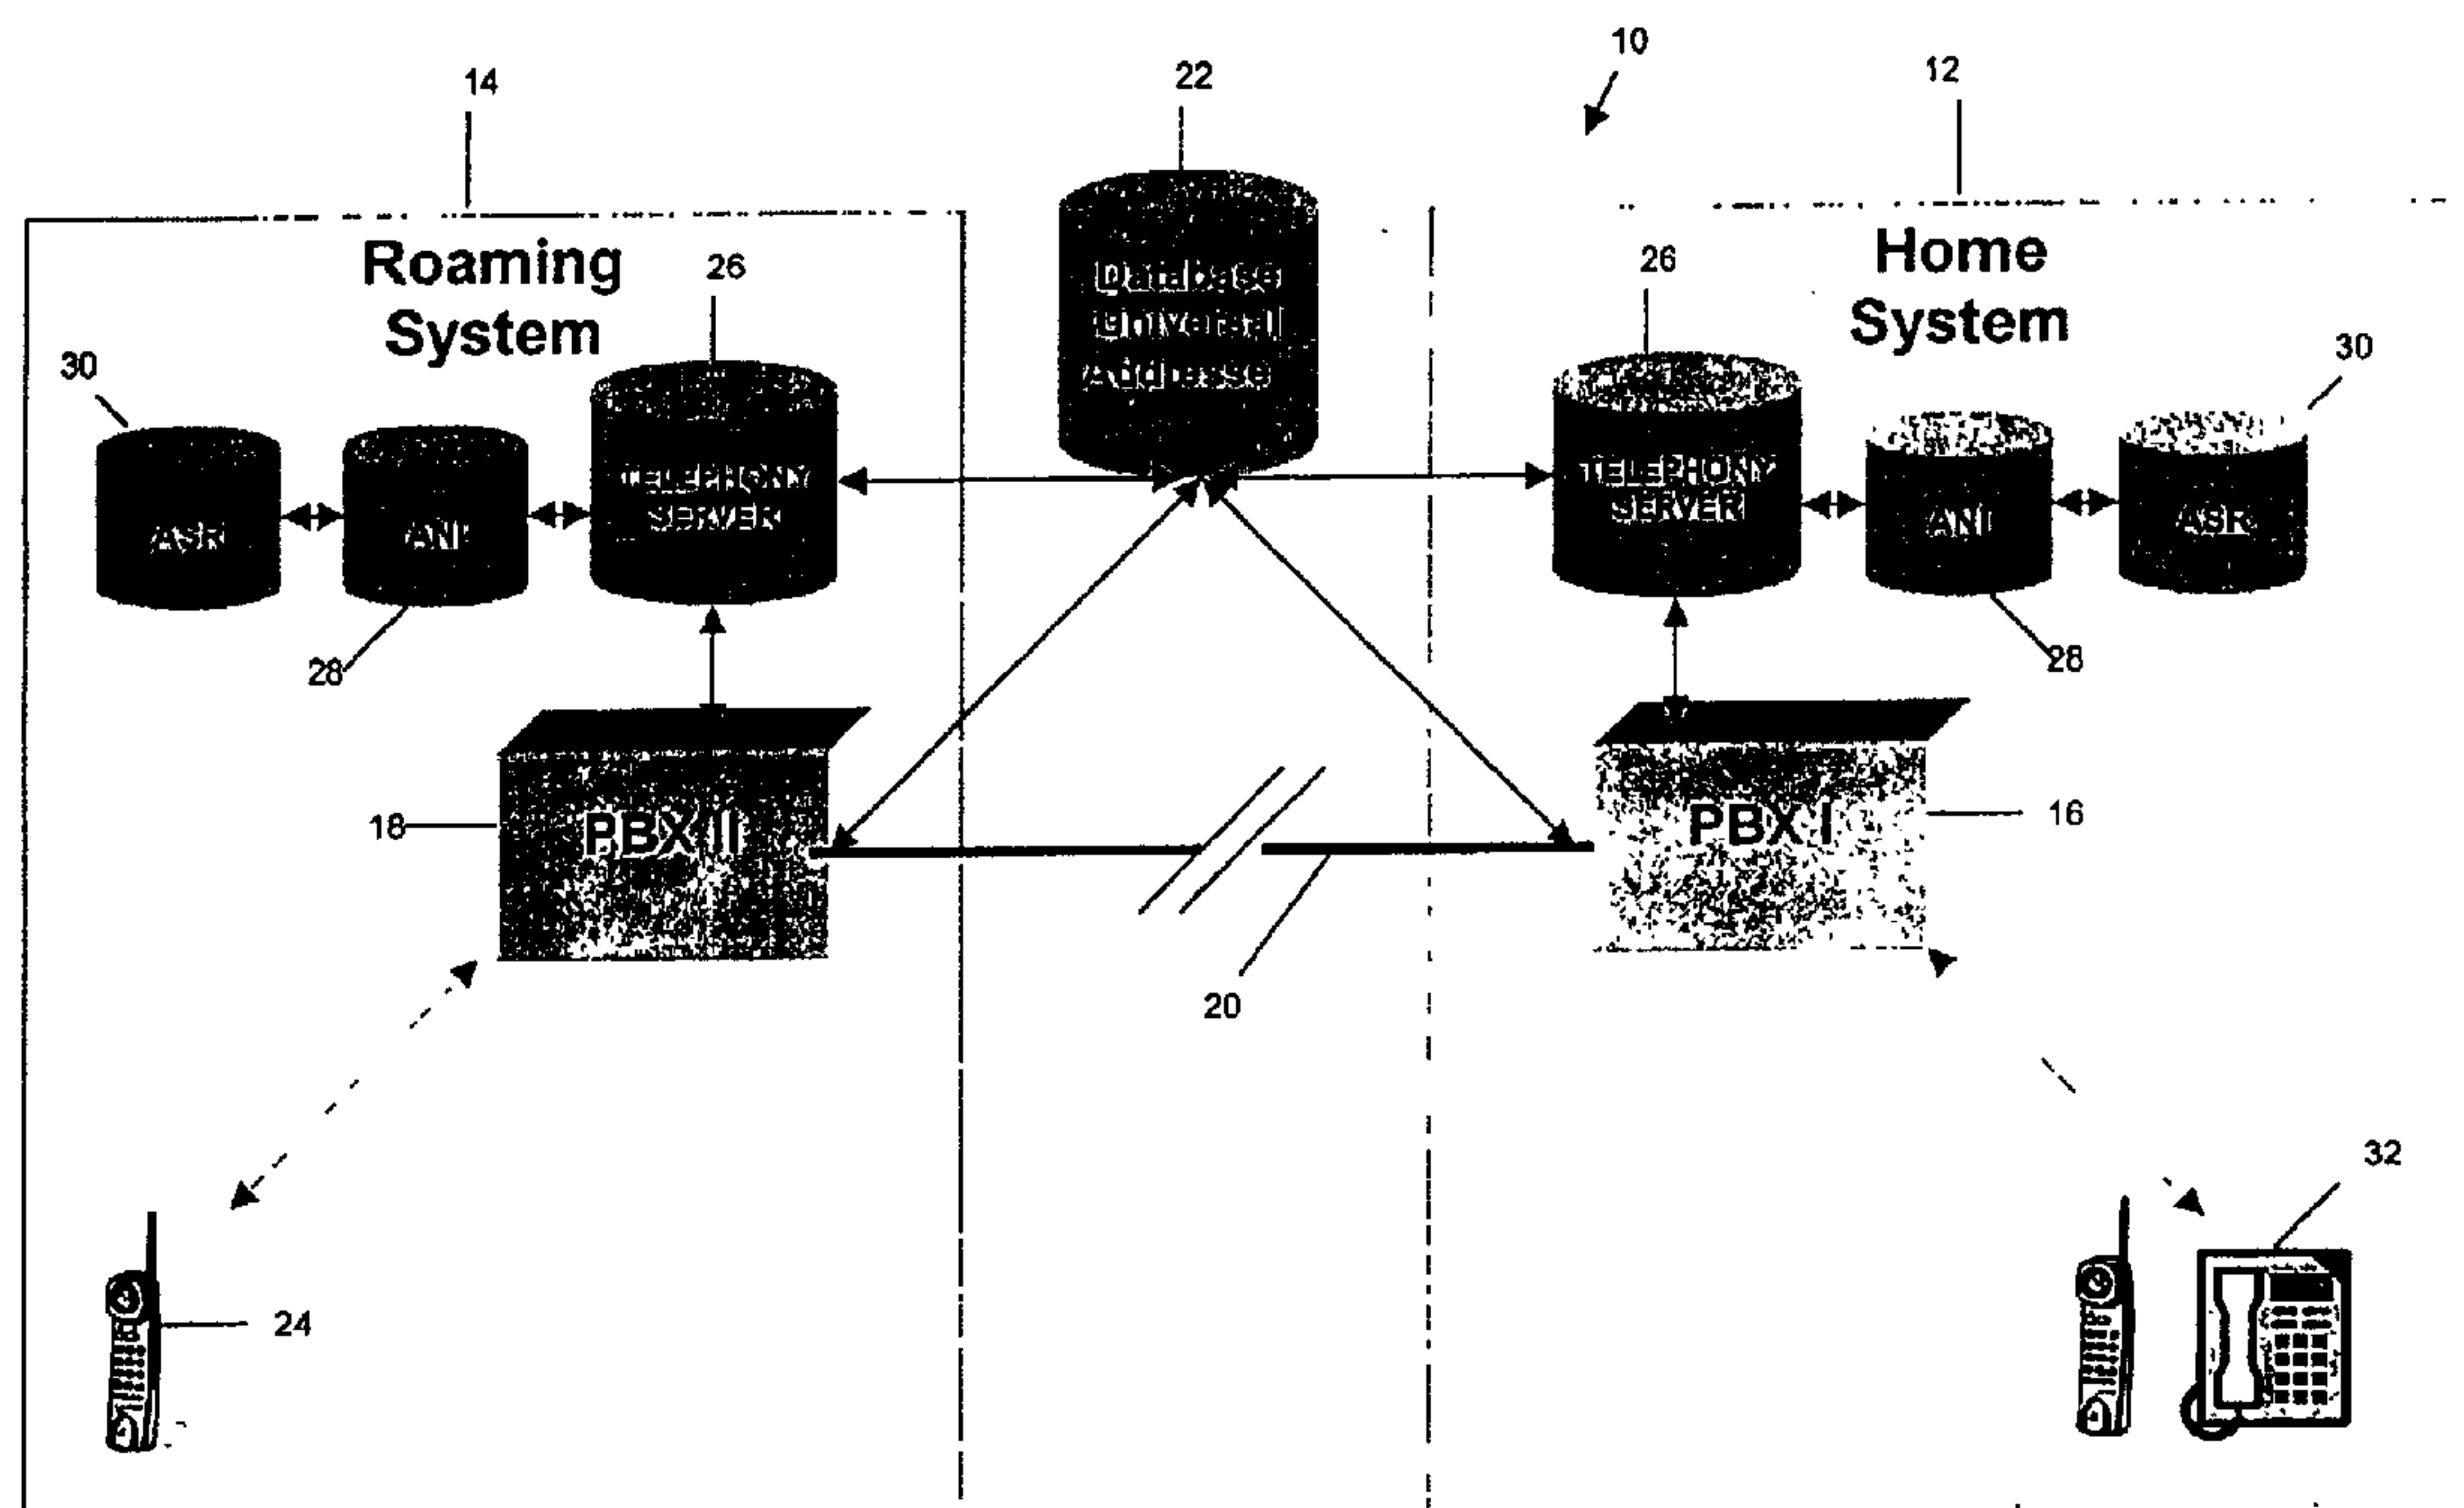 10
14
22
12
Roaming
System
26
Database
Universal
Addresse
26
Home
System
30
30
TELEPHONY
SERVER
ASR
ANI
TELEPHONY
SERVER
ANI
ASR
28
28
18
PBX II
PBX I
16
20
32
24